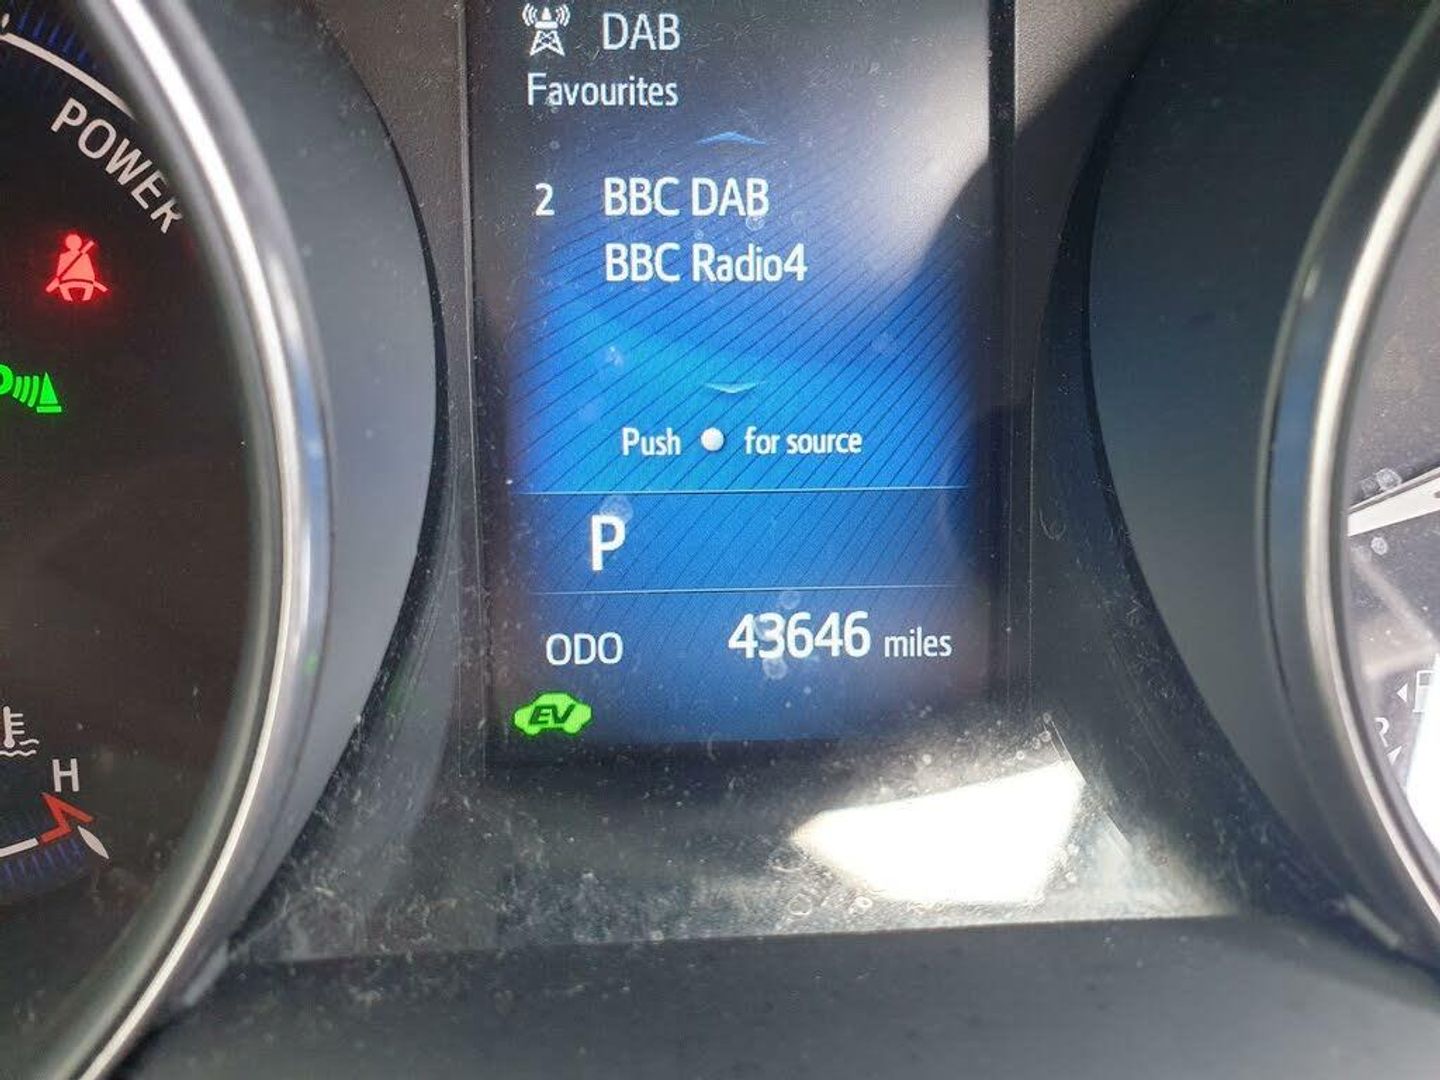 DAB
Favourites
POWER
2 BBC DAB
BBC Radio4
Push for source
P
ODO 43646 miles
EV
H